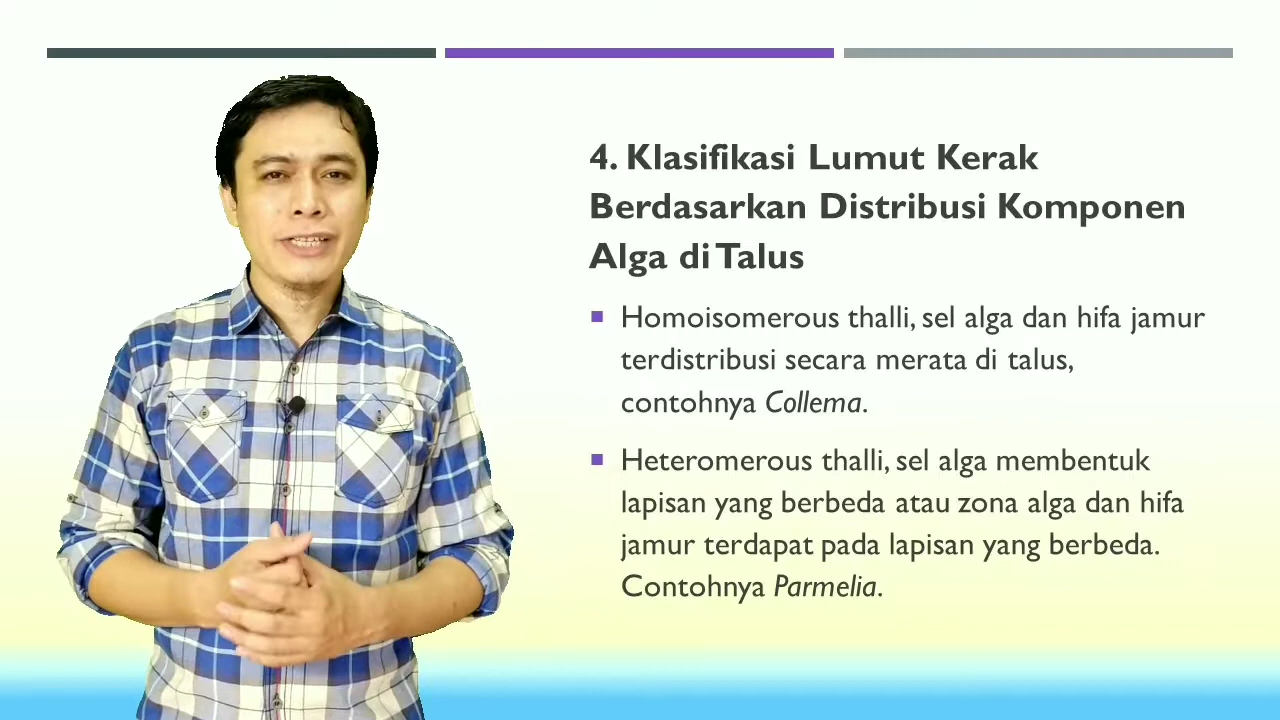 4. Klasifikasi Lumut Kerak
Berdasarkan Distribusi Komponen
Alga di Talus
Homoisomerous thalli, sel alga dan hifa jamur
terdistribusi secara merata di talus,
contohnya Collema.
Heteromerous thalli, sel alga membentuk
lapisan yang berbeda atau zona alga dan hifa
jamur terdapat pada lapisan yang berbeda.
Contohnya Parmelia.